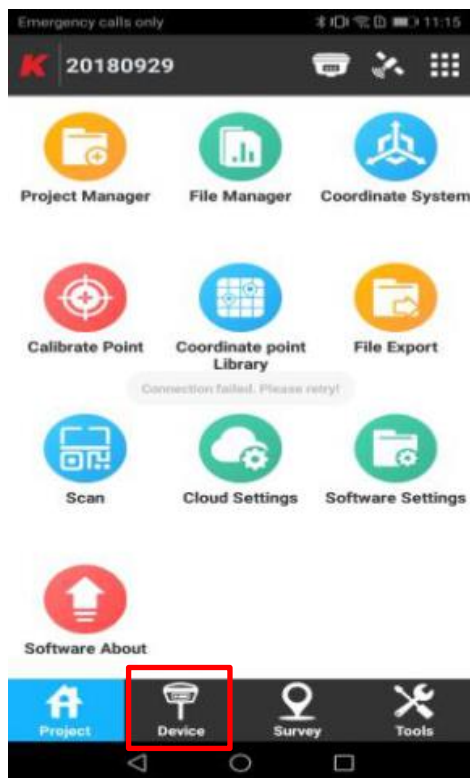 Emergency calls only 11:15
K 20180929
Project Manager File Manager Coordinate System
Calibrate Point Coordinate point Library File Export
Connection failed. Please retry!
Scan Cloud Settings Software Settings
Software About
Project Device Survey Tools